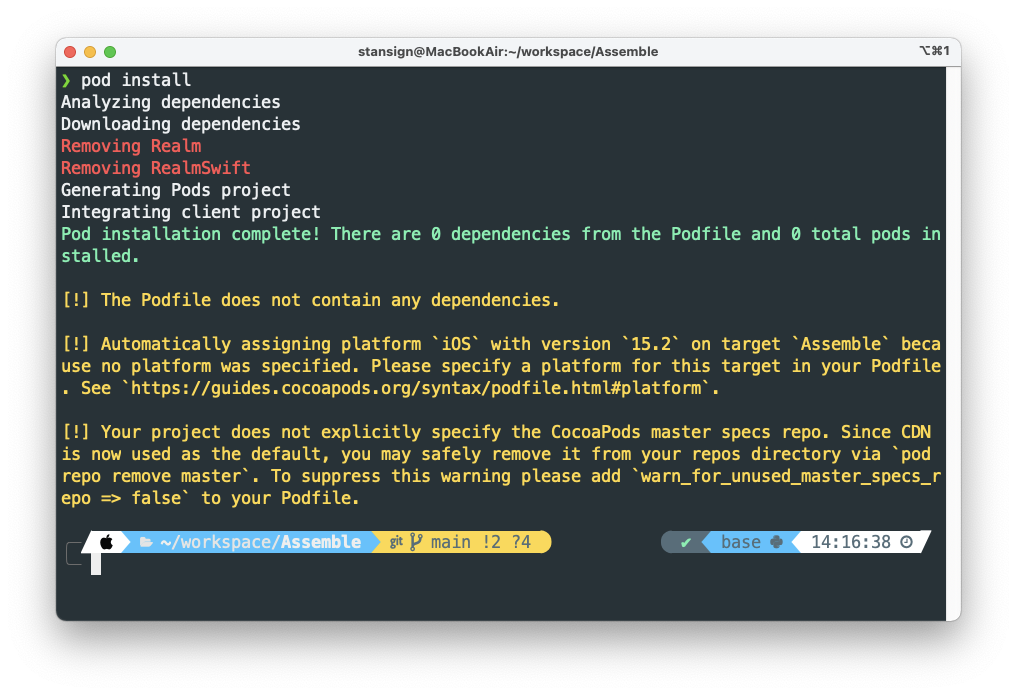 stansign@MacBookAir:~/workspace/Assemble ⌥⌘1
❯ pod install
Analyzing dependencies
Downloading dependencies
Removing Realm
Removing RealmSwift
Generating Pods project
Integrating client project
Pod installation complete! There are 0 dependencies from the Podfile and 0 total pods in
stalled.
[!] The Podfile does not contain any dependencies.
[!] Automatically assigning platform `iOS` with version `15.2` on target `Assemble` beca
use no platform was specified. Please specify a platform for this target in your Podfile
. See `https://guides.cocoapods.org/syntax/podfile.html#platform`.
[!] Your project does not explicitly specify the CocoaPods master specs repo. Since CDN
is now used as the default, you may safely remove it from your repos directory via `pod
repo remove master`. To suppress this warning please add `warn_for_unused_master_specs_r
epo => false` to your Podfile.
~/workspace/Assemble git main !2 ?4 ✔ base 14:16:38